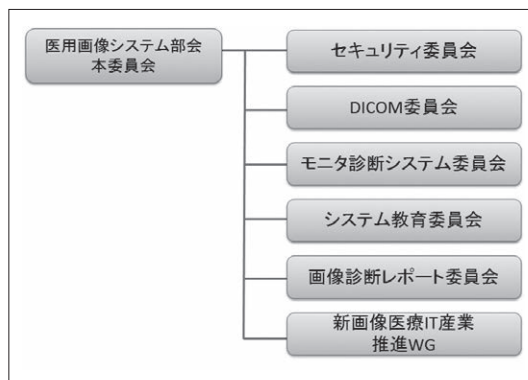 医用画像システム部会
本委員会
セキュリティ委員会
DICOM委員会
モニタ診断システム委員会
システム教育委員会
画像診断レポート委員会
新画像医療IT産業
推進WG